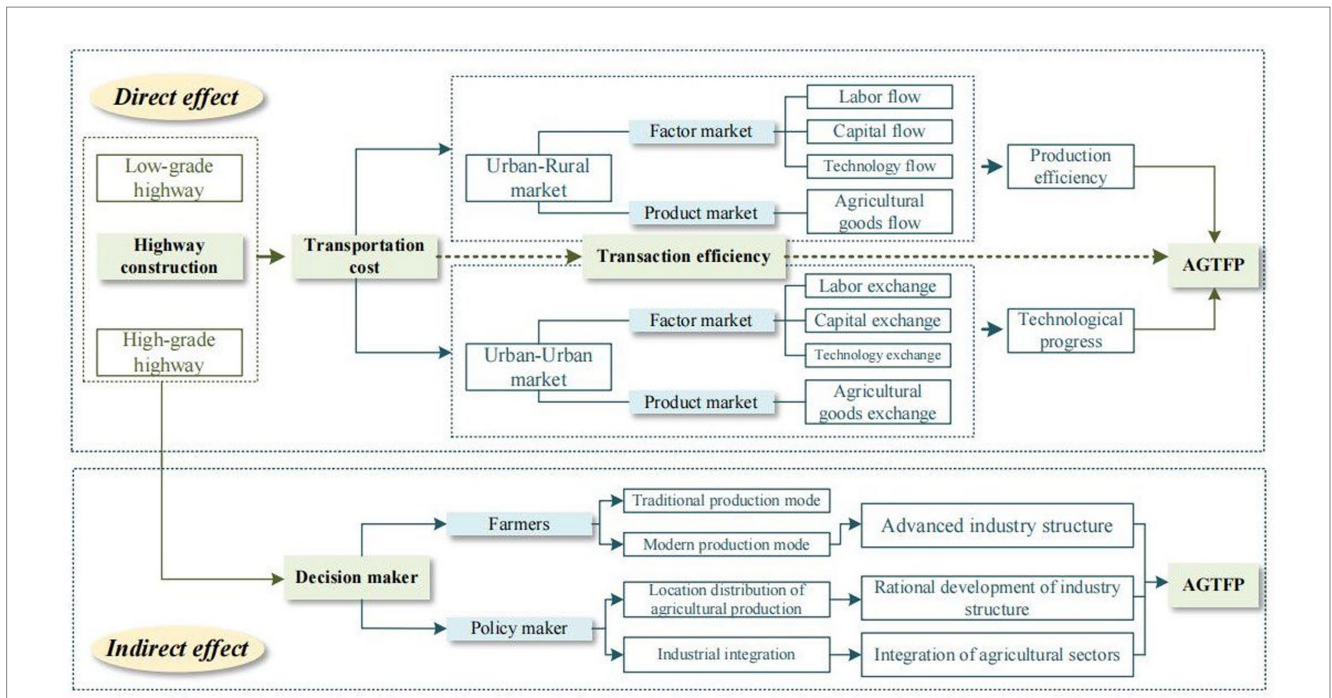 Direct effect
Low-grade
highway
Highway
construction
High-grade
highway
Transportation
cost
Urban-Rural
market
Factor market
Labor flow
Capital flow
Technology flow
Product market
Agricultural
goods flow
Production
efficiency
Transaction efficiency
AGTFP
Urban-Urban
market
Factor market
Labor exchange
Capital exchange
Technology exchange
Product market
Agricultural
goods exchange
Technological
progress
Indirect effect
Decision maker
Farmers
Traditional production mode
Modern production mode
Advanced industry structure
Policy maker
Location distribution of
agricultural production
Rational development of industry
structure
Industrial integration
Integration of agricultural sectors
AGTFP